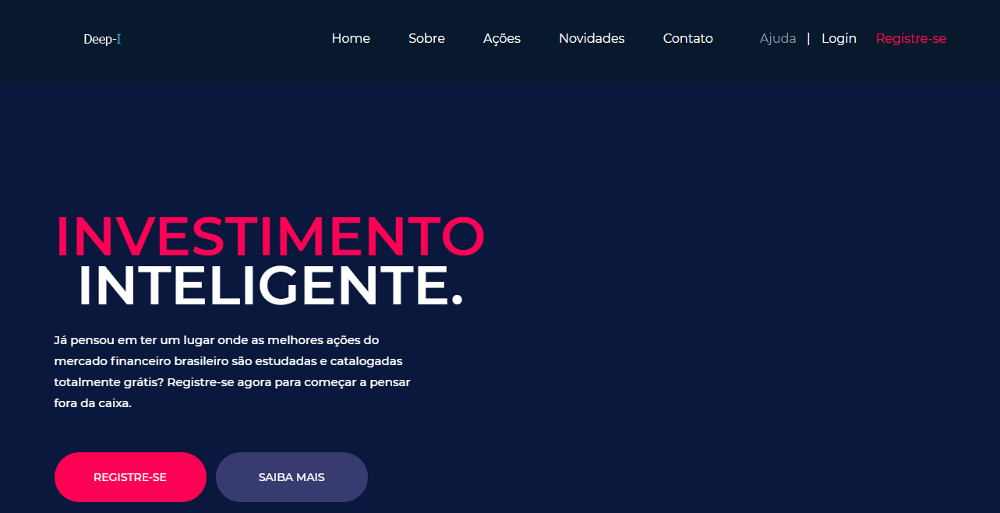 Deep-I
Home Sobre Ações Novidades Contato Ajuda | Login Registre-se
INVESTIMENTO
INTELIGENTE.
Já pensou em ter um lugar onde as melhores ações do
mercado financeiro brasileiro são estudadas e catalogadas
totalmente grátis? Registre-se agora para começar a pensar
fora da caixa.
REGISTRE-SE SAIBA MAIS